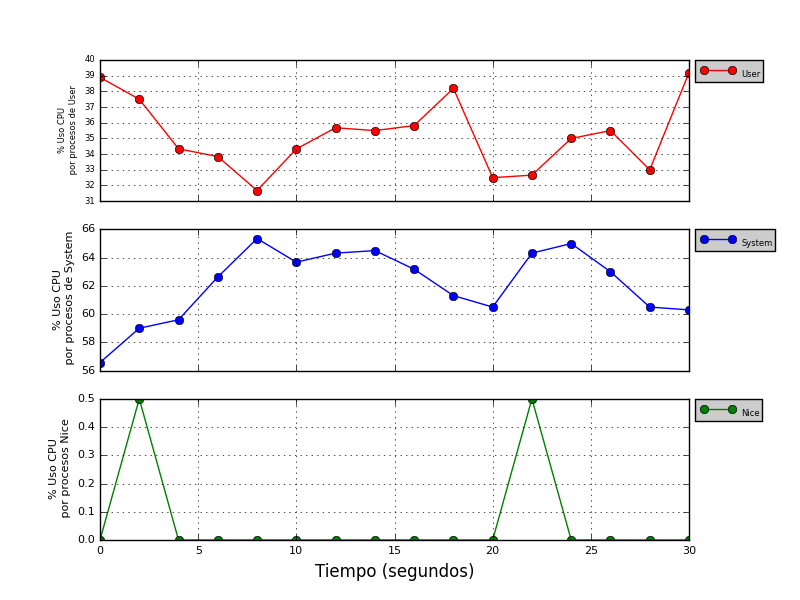 40
39
38
37
36
35
34
33
32
31
% Uso CPU
por procesos de User
User
66
64
62
60
58
56
% Uso CPU
por procesos de System
System
0.5
0.4
0.3
0.2
0.1
0.0
% Uso CPU
por procesos Nice
Nice
0 5 10 15 20 25 30
Tiempo (segundos)